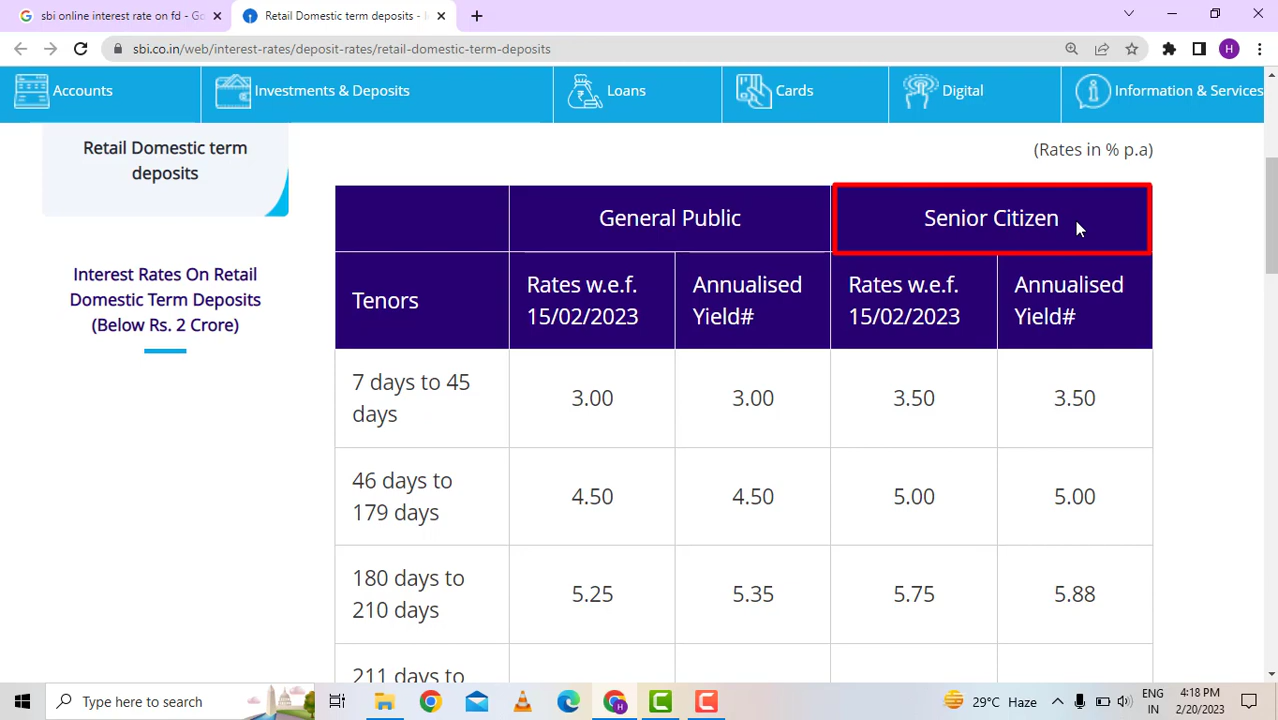 sbi online interest rate on fd - Go
Retail Domestic term deposits - I
sbi.co.in/web/interest-rates/deposit-rates/retail-domestic-term-deposits
H
Accounts
Investments & Deposits
Loans
Cards
Digital
Information & Services
Retail Domestic term
deposits
(Rates in % p.a)
Interest Rates On Retail
Domestic Term Deposits
(Below Rs. 2 Crore)
General Public
Senior Citizen
Tenors
Rates w.e.f.
15/02/2023
Annualised
Yield#
Rates w.e.f.
15/02/2023
Annualised
Yield#
7 days to 45
days
3.00
3.00
3.50
3.50
46 days to
179 days
4.50
4.50
5.00
5.00
180 days to
210 days
5.25
5.35
5.75
5.88
211 days to
Type here to search
29°C Haze
ENG
IN
4:18 PM
2/20/2023